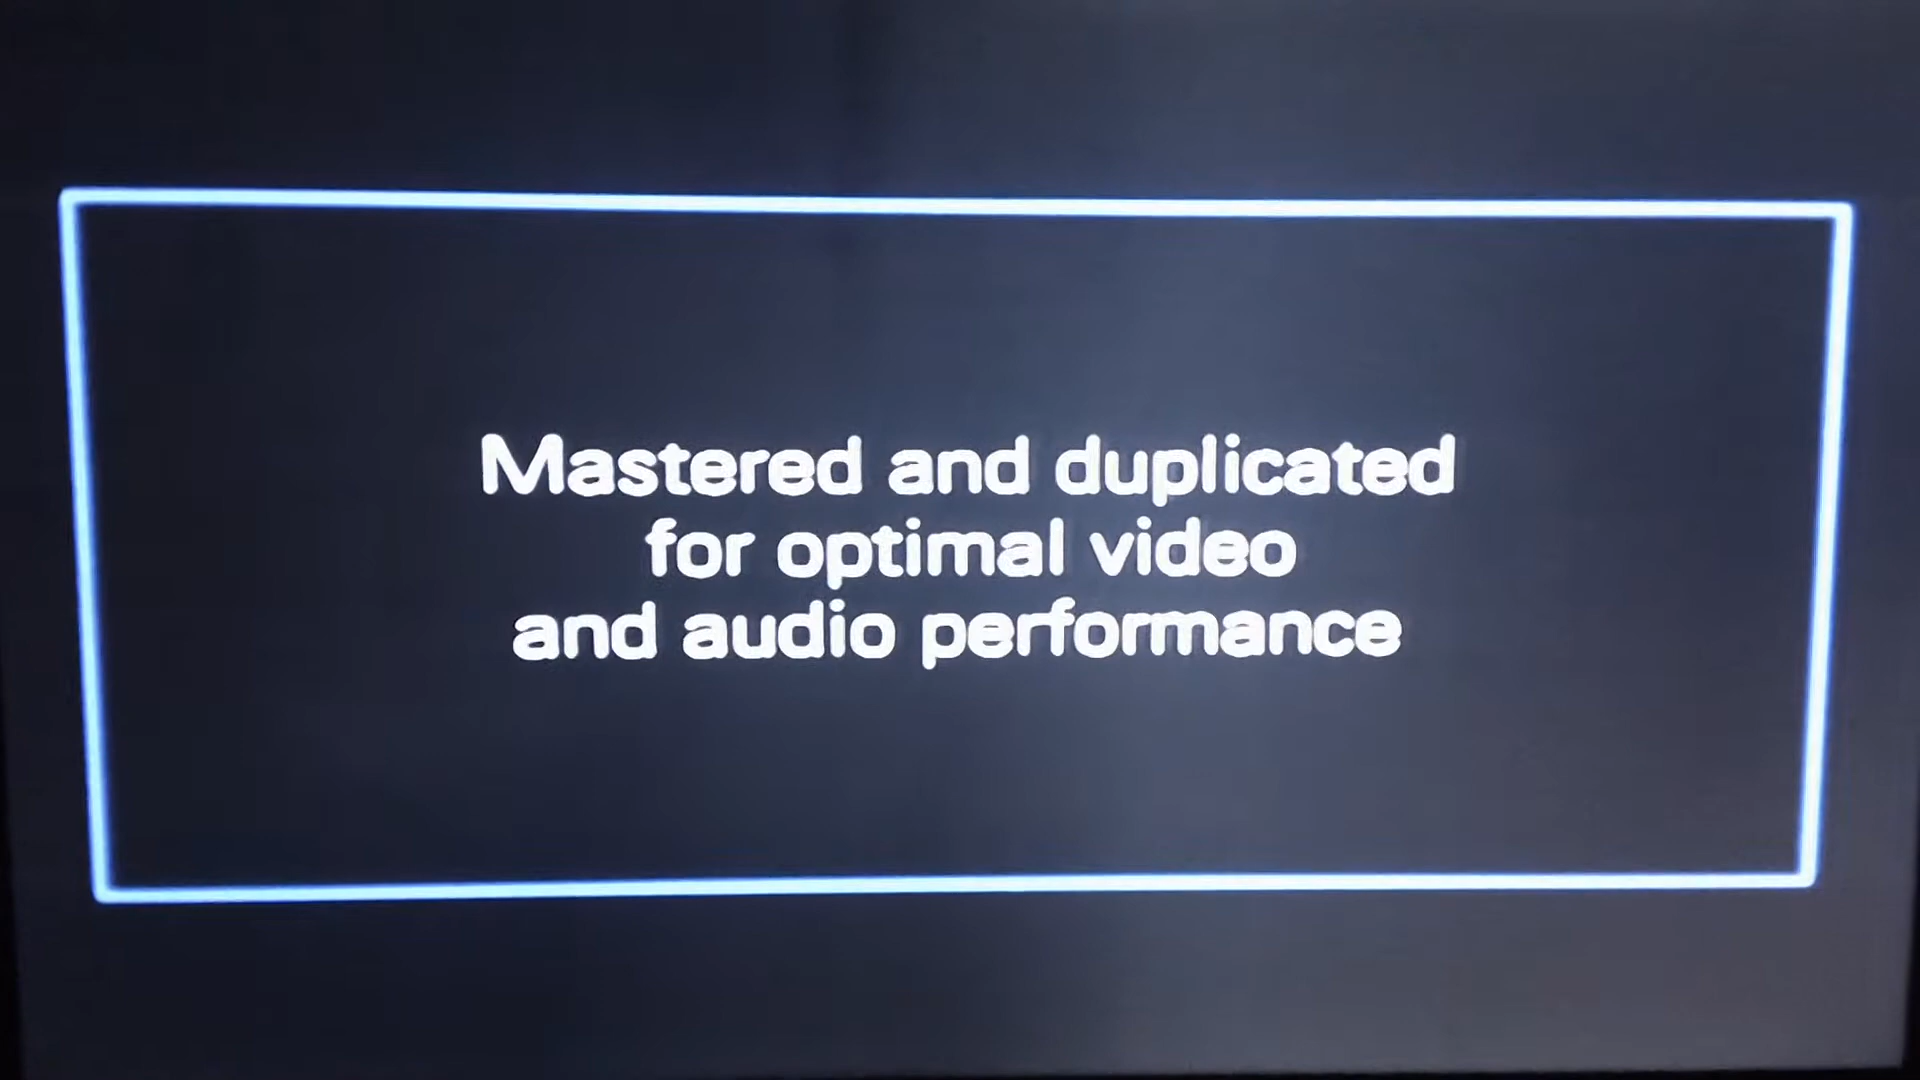 Mastered and duplicated
for optimal video
and audio performance